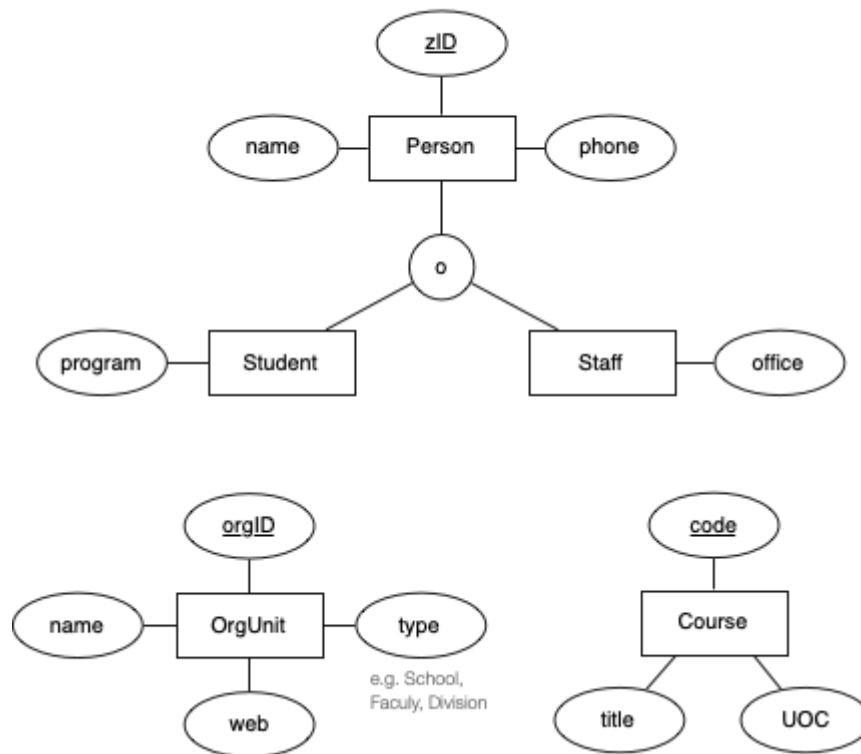 zID
name
Person
phone
o
program
Student
Staff
office
orgID
code
name
OrgUnit
type
Course
e.g. School,
Faculy, Division
web
title
UOC